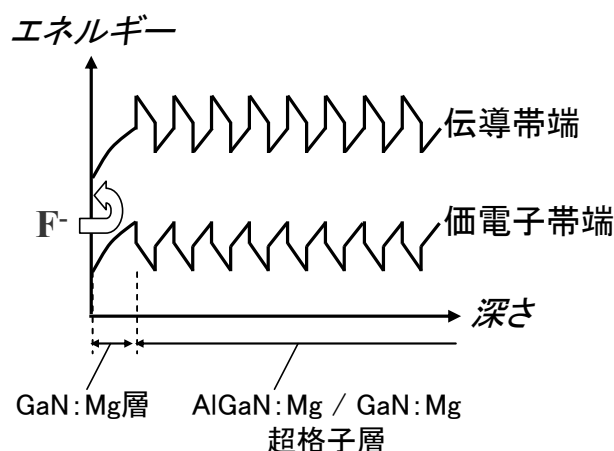 エネルギー
伝導帯端
F-
価電子帯端
深さ
GaN:Mg層
AlGaN:Mg / GaN:Mg
超格子層